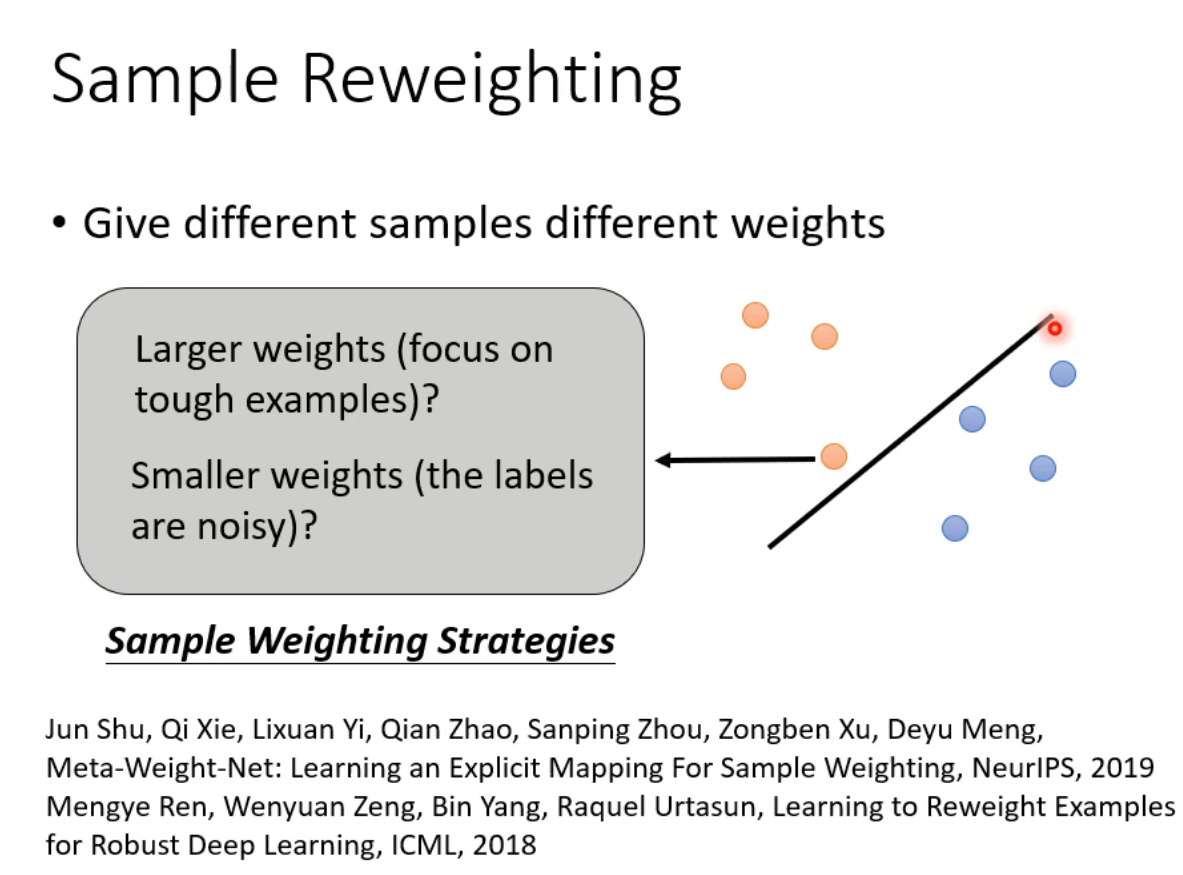 Sample Reweighting
• Give different samples different weights
Larger weights (focus on
tough examples)?
Smaller weights (the labels
are noisy)?
Sample Weighting Strategies
Jun Shu, Qi Xie, Lixuan Yi, Qian Zhao, Sanping Zhou, Zongben Xu, Deyu Meng,
Meta-Weight-Net: Learning an Explicit Mapping For Sample Weighting, NeurIPS, 2019
Mengye Ren, Wenyuan Zeng, Bin Yang, Raquel Urtasun, Learning to Reweight Examples
for Robust Deep Learning, ICML, 2018